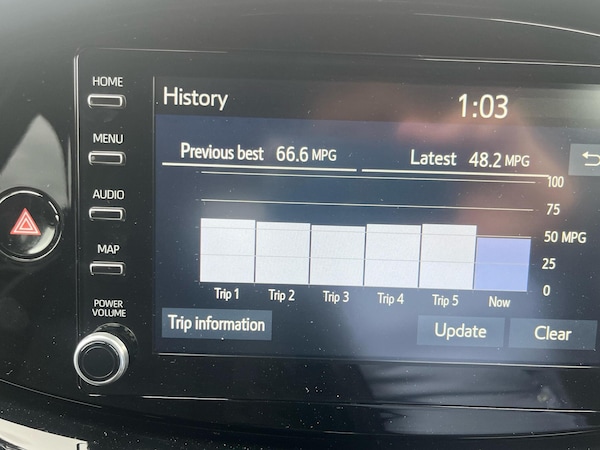 HOME
MENU
AUDIO
MAP
POWER
VOLUME
History
1:03
Previous best 66.6 MPG
Latest 48.2 MPG
100
75
50 MPG
25
0
Trip 1 Trip 2 Trip 3 Trip 4 Trip 5 Now
Trip information
Update
Clear